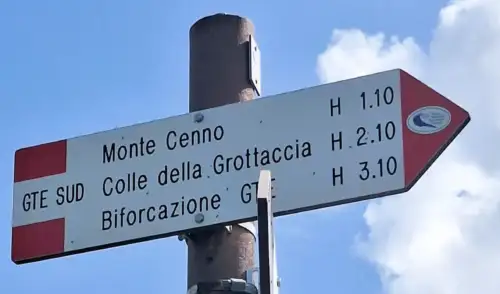 GTE SUD
Monte Cenno H 1.10
Colle della Grottaccia H 2.10
Biforcazione H 3.10